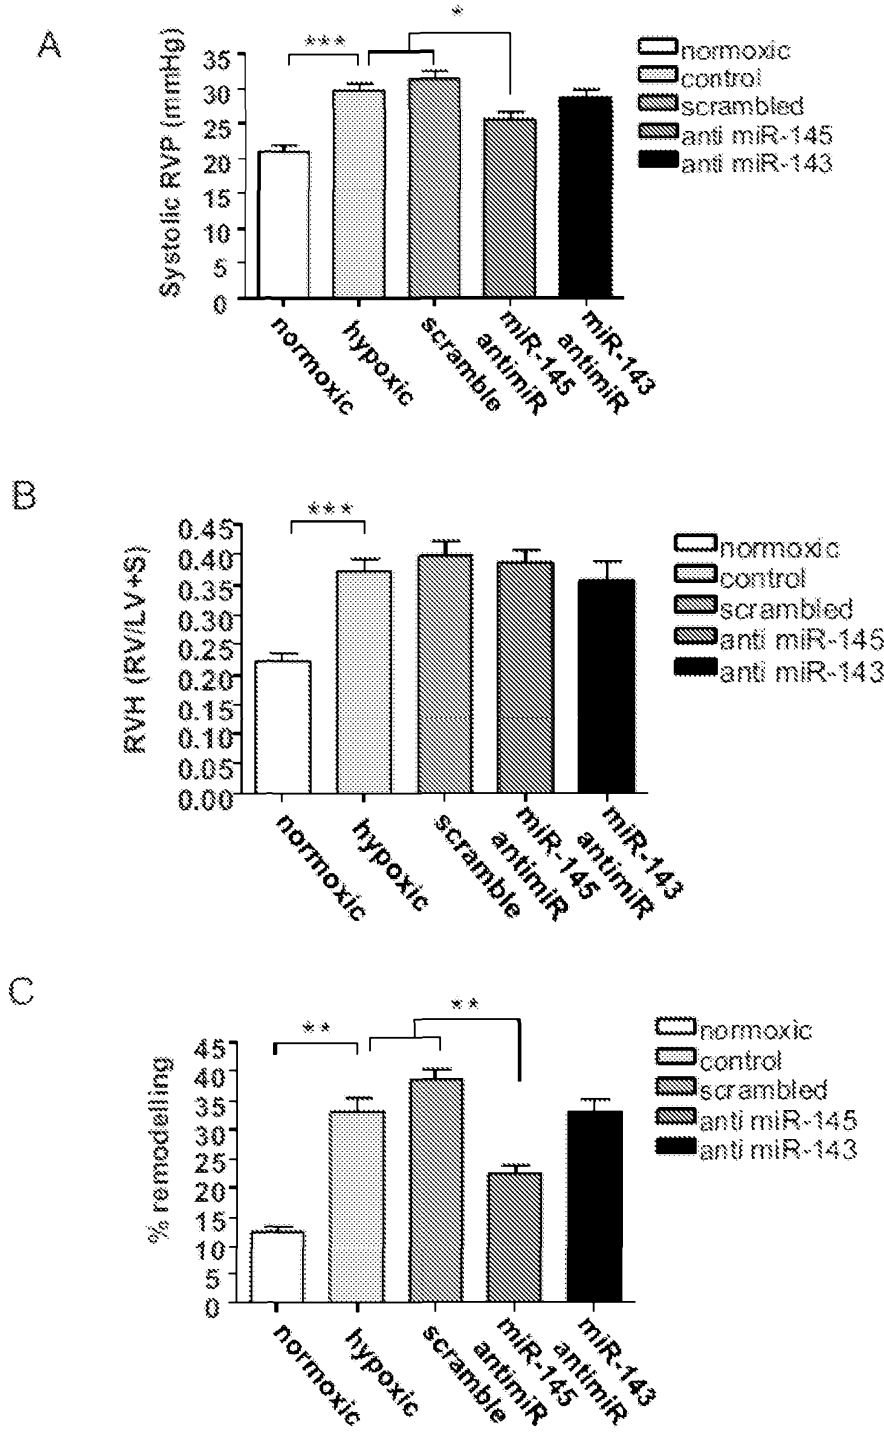 A
Systolic RVP (mmHg)
***
*
35
30
25
20
15
10
5
0
normoxic
hypoxic
scramble
miR-145
antimiR
miR-143
antimiR
normoxic
control
scrambled
anti miR-145
anti miR-143
B
RVH (RV/LV+S)
***
0.45
0.40
0.35
0.30
0.25
0.20
0.15
0.10
0.05
0.00
normoxic
hypoxic
scramble
miR-145
antimiR
miR-143
antimiR
normoxic
control
scrambled
anti miR-145
anti miR-143
C
% remodelling
**
**
45
40
35
30
25
20
15
10
5
0
normoxic
hypoxic
scramble
miR-145
antimiR
miR-143
antimiR
normoxic
control
scrambled
anti miR-145
anti miR-143